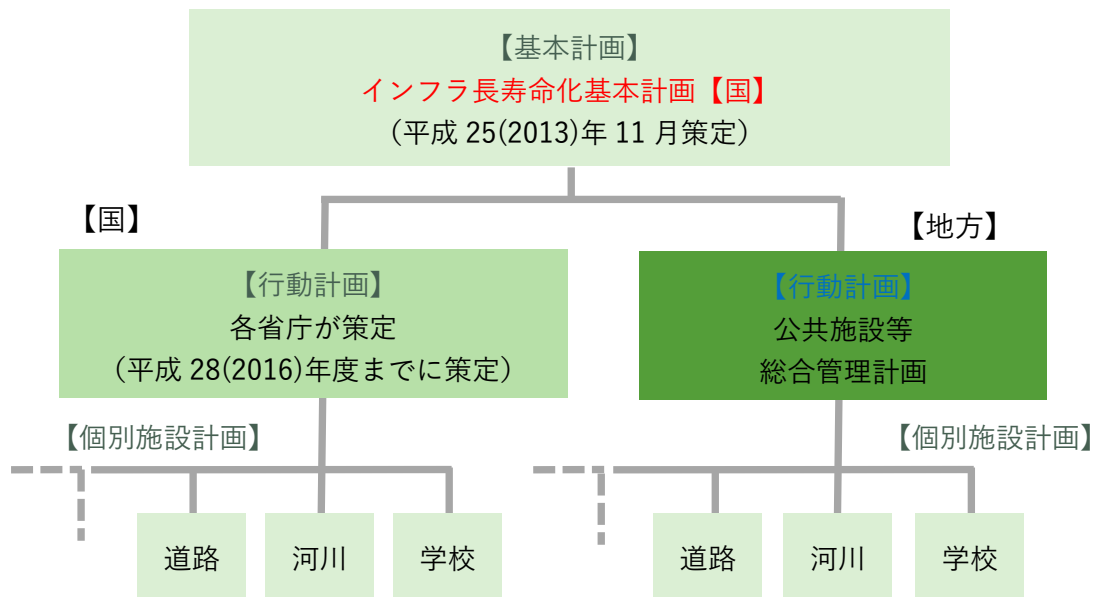 【基本計画】
インフラ長寿命化基本計画【国】
(平成 25(2013)年 11 月策定)
【国】
【地方】
【行動計画】
各省庁が策定
(平成 28(2016)年度までに策定)
【行動計画】
公共施設等
総合管理計画
【個別施設計画】
【個別施設計画】
道路
河川
学校
道路
河川
学校